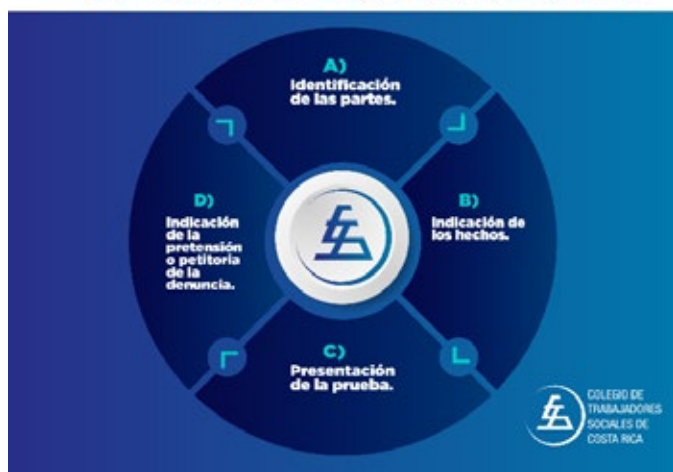 A)
Identificación
de las partes.
B)
Indicación de
los hechos.
C)
Presentación
de la prueba.
D)
Indicación
de la
pretensión
o petitoria
de la
denuncia.
COLEGIO DE
TRABAJADORES
SOCIALES DE
COSTA RICA